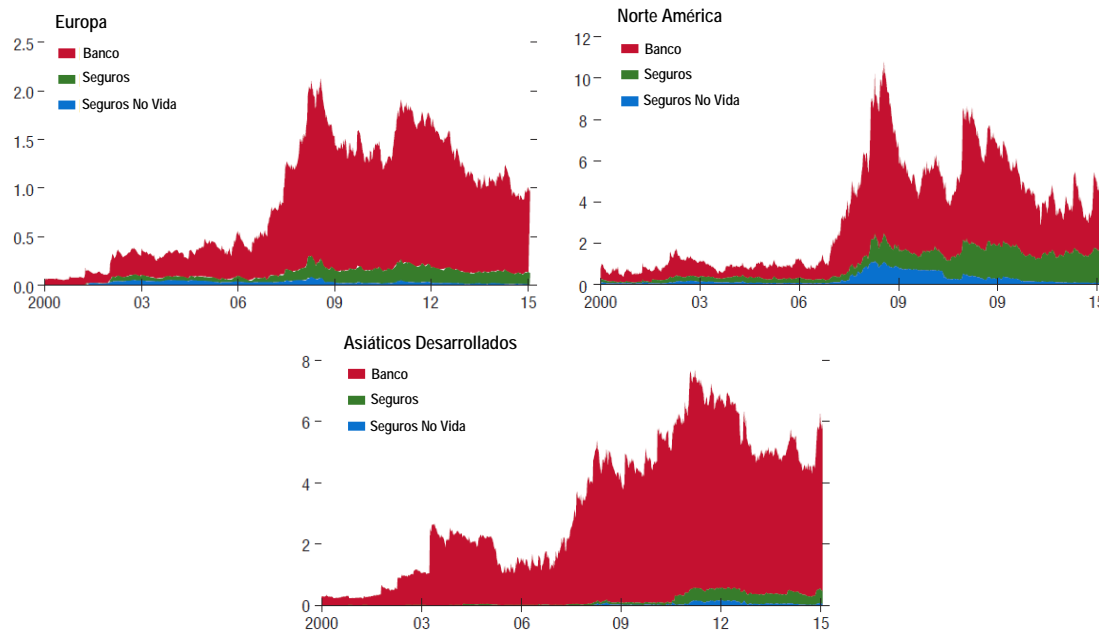 Europa
2.5
Banco
Seguros
Seguros No Vida
2.0
1.5
1.0
0.5
0.0
2000 03 06 09 12 15
Norte América
12
Banco
Seguros
Seguros No Vida
10
8
6
4
2
0
2000 03 06 09 09 15
Asiáticos Desarrollados
8
Banco
Seguros
Seguros No Vida
6
4
2
0
2000 03 06 09 12 15